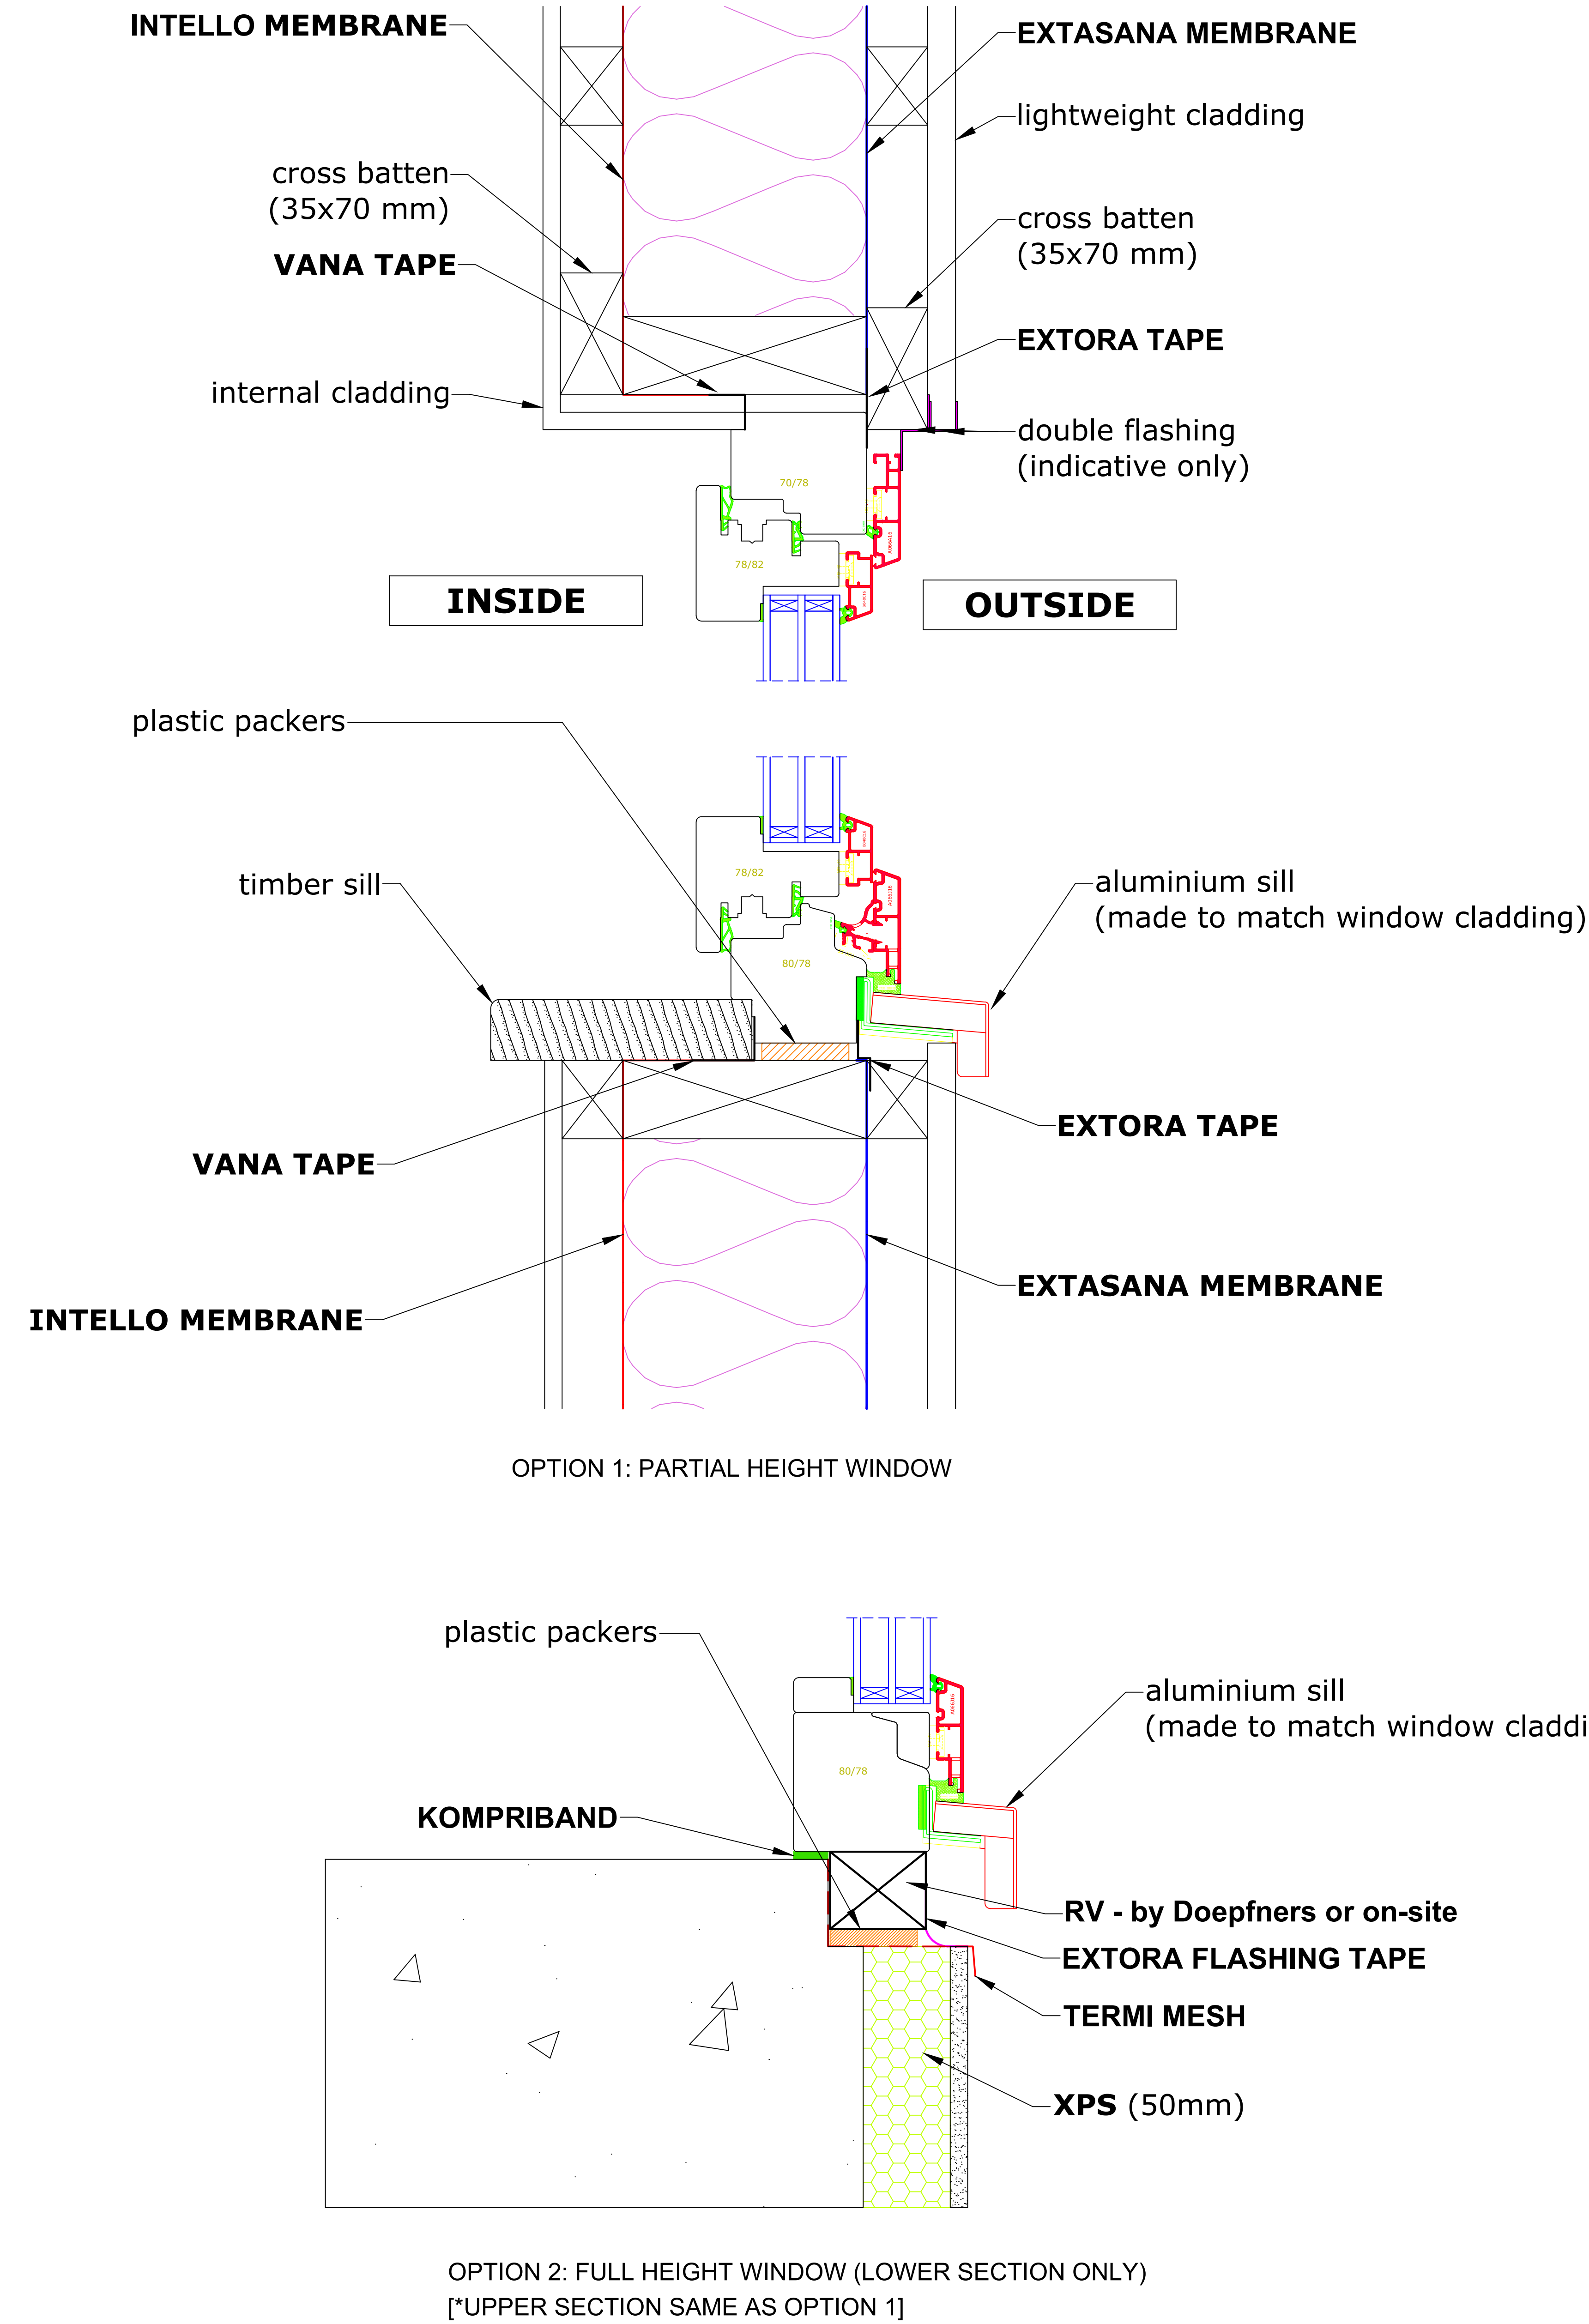 INTELLO MEMBRANE
EXTASANA MEMBRANE
lightweight cladding
cross batten
(35x70 mm)
cross batten
(35x70 mm)
VANA TAPE
EXTORA TAPE
internal cladding
double flashing
(indicative only)
70/78
78/82
INSIDE
OUTSIDE
plastic packers
78/82
timber sill
aluminium sill
(made to match window cladding)
80/78
EXTORA TAPE
VANA TAPE
EXTASANA MEMBRANE
INTELLO MEMBRANE
OPTION 1: PARTIAL HEIGHT WINDOW
plastic packers
aluminium sill
(made to match window claddi
80/78
KOMPRIBAND
RV - by Doepfners or on-site
EXTORA FLASHING TAPE
TERMI MESH
XPS (50mm)
OPTION 2: FULL HEIGHT WINDOW (LOWER SECTION ONLY)
[*UPPER SECTION SAME AS OPTION 1]